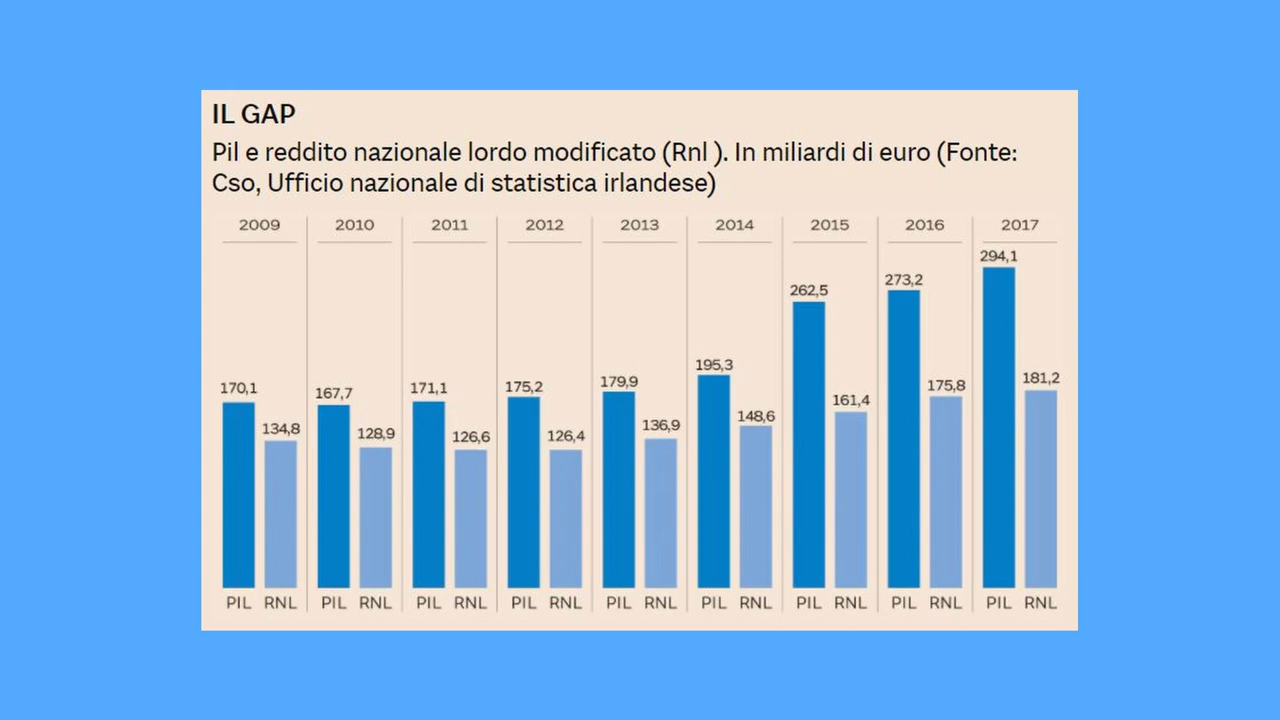 IL GAP
Pil e reddito nazionale lordo modificato (Rnl ). In miliardi di euro (Fonte:
Cso, Ufficio nazionale di statistica irlandese)
2009 2010 2011 2012 2013 2014 2015 2016 2017
170,1 134,8 167,7 128,9 171,1 126,6 175,2 126,4 179,9 136,9 195,3 148,6 262,5 161,4 273,2 175,8 294,1 181,2
PIL RNL PIL RNL PIL RNL PIL RNL PIL RNL PIL RNL PIL RNL PIL RNL PIL RNL